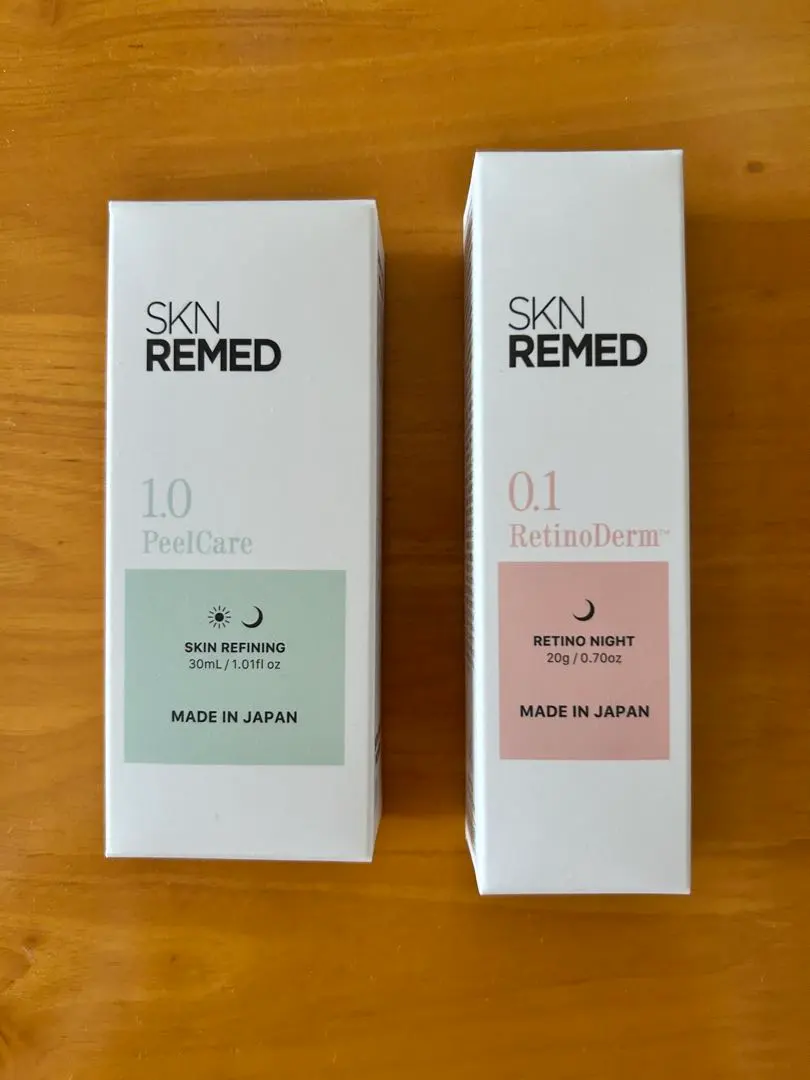 SKN
REMED
1.0
PeelCare
SKIN REFINING
30mL / 1.01fl oz
MADE IN JAPAN
SKN
REMED
0.1
RetinoDerm™
RETINO NIGHT
20g / 0.70oz
MADE IN JAPAN